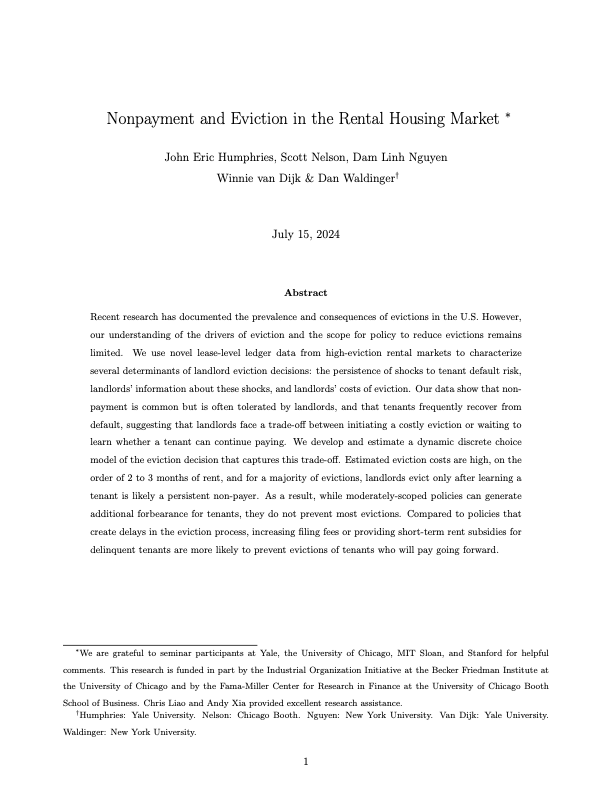 Nonpayment and Eviction in the Rental Housing Market *
John Eric Humphries, Scott Nelson, Dam Linh Nguyen
Winnie van Dijk & Dan Waldinger†
July 15, 2024
Abstract
Recent research has documented the prevalence and consequences of evictions in the U.S. However,
our understanding of the drivers of eviction and the scope for policy to reduce evictions remains
limited. We use novel lease-level ledger data from high-eviction rental markets to characterize
several determinants of landlord eviction decisions: the persistence of shocks to tenant default risk,
landlords' information about these shocks, and landlords' costs of eviction. Our data show that non-
payment is common but is often tolerated by landlords, and that tenants frequently recover from
default, suggesting that landlords face a trade-off between initiating a costly eviction or waiting to
learn whether a tenant can continue paying. We develop and estimate a dynamic discrete choice
model of the eviction decision that captures this trade-off. Estimated eviction costs are high, on the
order of 2 to 3 months of rent, and for a majority of evictions, landlords evict only after learning a
tenant is likely a persistent non-payer. As a result, while moderately-scoped policies can generate
additional forbearance for tenants, they do not prevent most evictions. Compared to policies that
create delays in the eviction process, increasing filing fees or providing short-term rent subsidies for
delinquent tenants are more likely to prevent evictions of tenants who will pay going forward.
*We are grateful to seminar participants at Yale, the University of Chicago, MIT Sloan, and Stanford for helpful
comments. This research is funded in part by the Industrial Organization Initiative at the Becker Friedman Institute at
the University of Chicago and by the Fama-Miller Center for Research in Finance at the University of Chicago Booth
School of Business. Chris Liao and Andy Xia provided excellent research assistance.
†Humphries: Yale University. Nelson: Chicago Booth. Nguyen: New York University. Van Dijk: Yale University.
Waldinger: New York University.
1